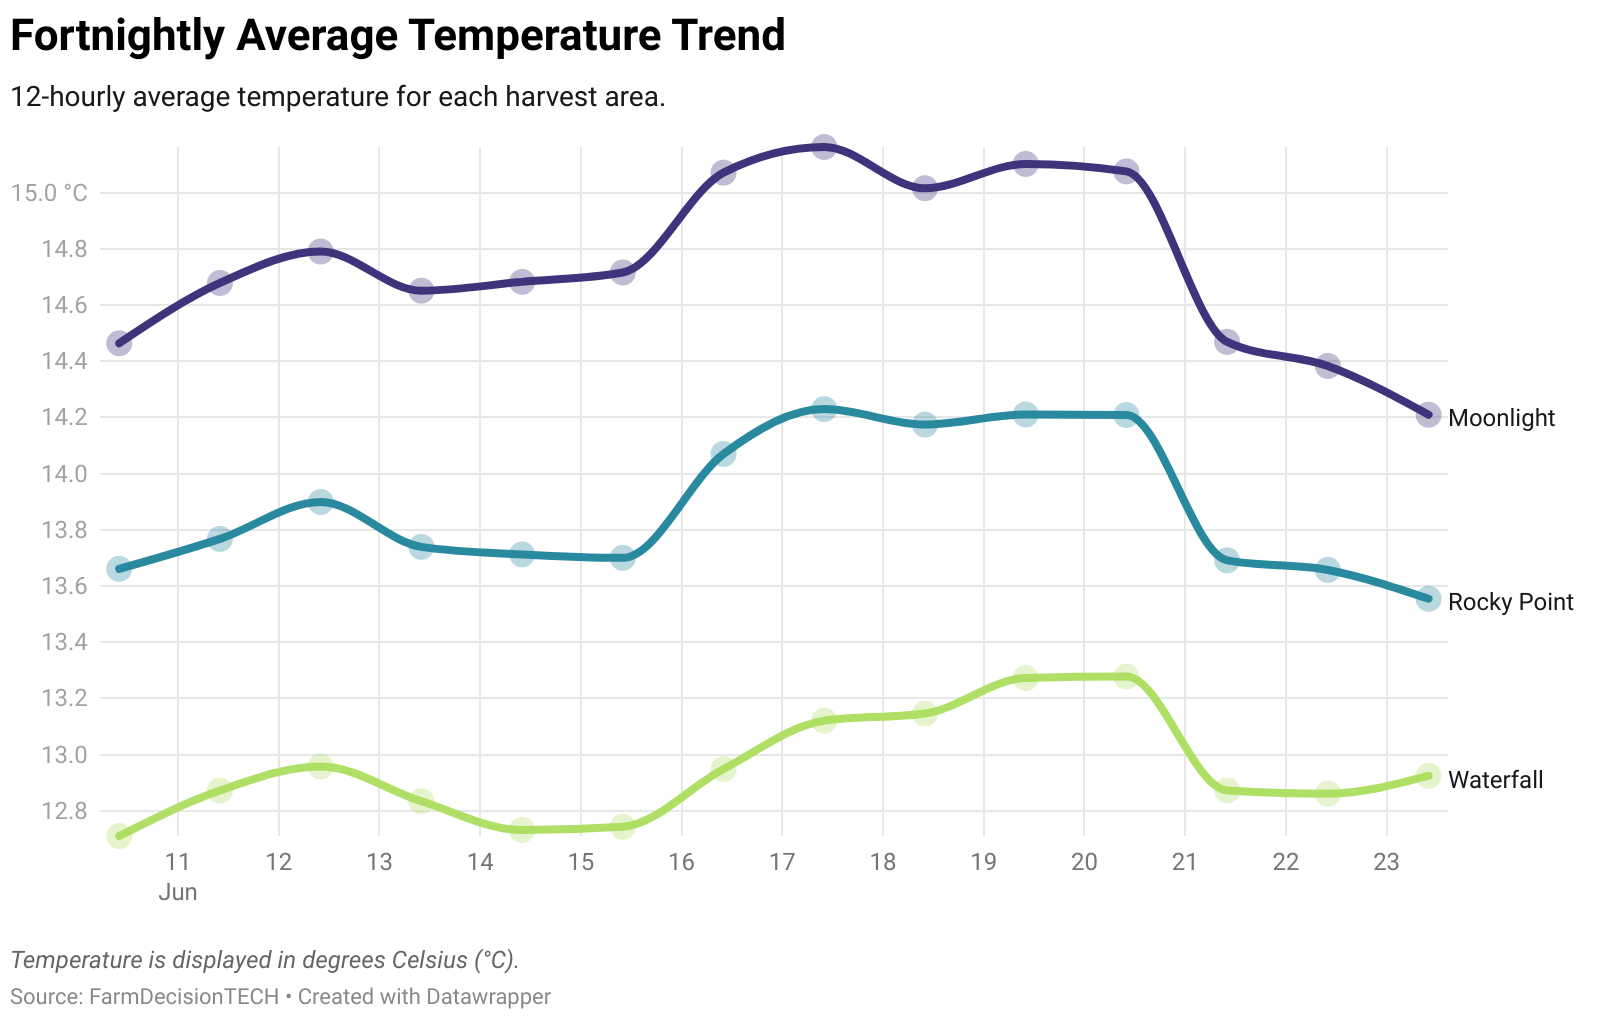 Fortnightly Average Temperature Trend
12-hourly average temperature for each harvest area.
15.0 °C
14.8
14.6
14.4
14.2
14.0
13.8
13.6
13.4
13.2
13.0
12.8
Moonlight
Rocky Point
Waterfall
11 12 13 14 15 16 17 18 19 20 21 22 23
Jun
Temperature is displayed in degrees Celsius (°C).
Source: FarmDecisionTECH • Created with Datawrapper